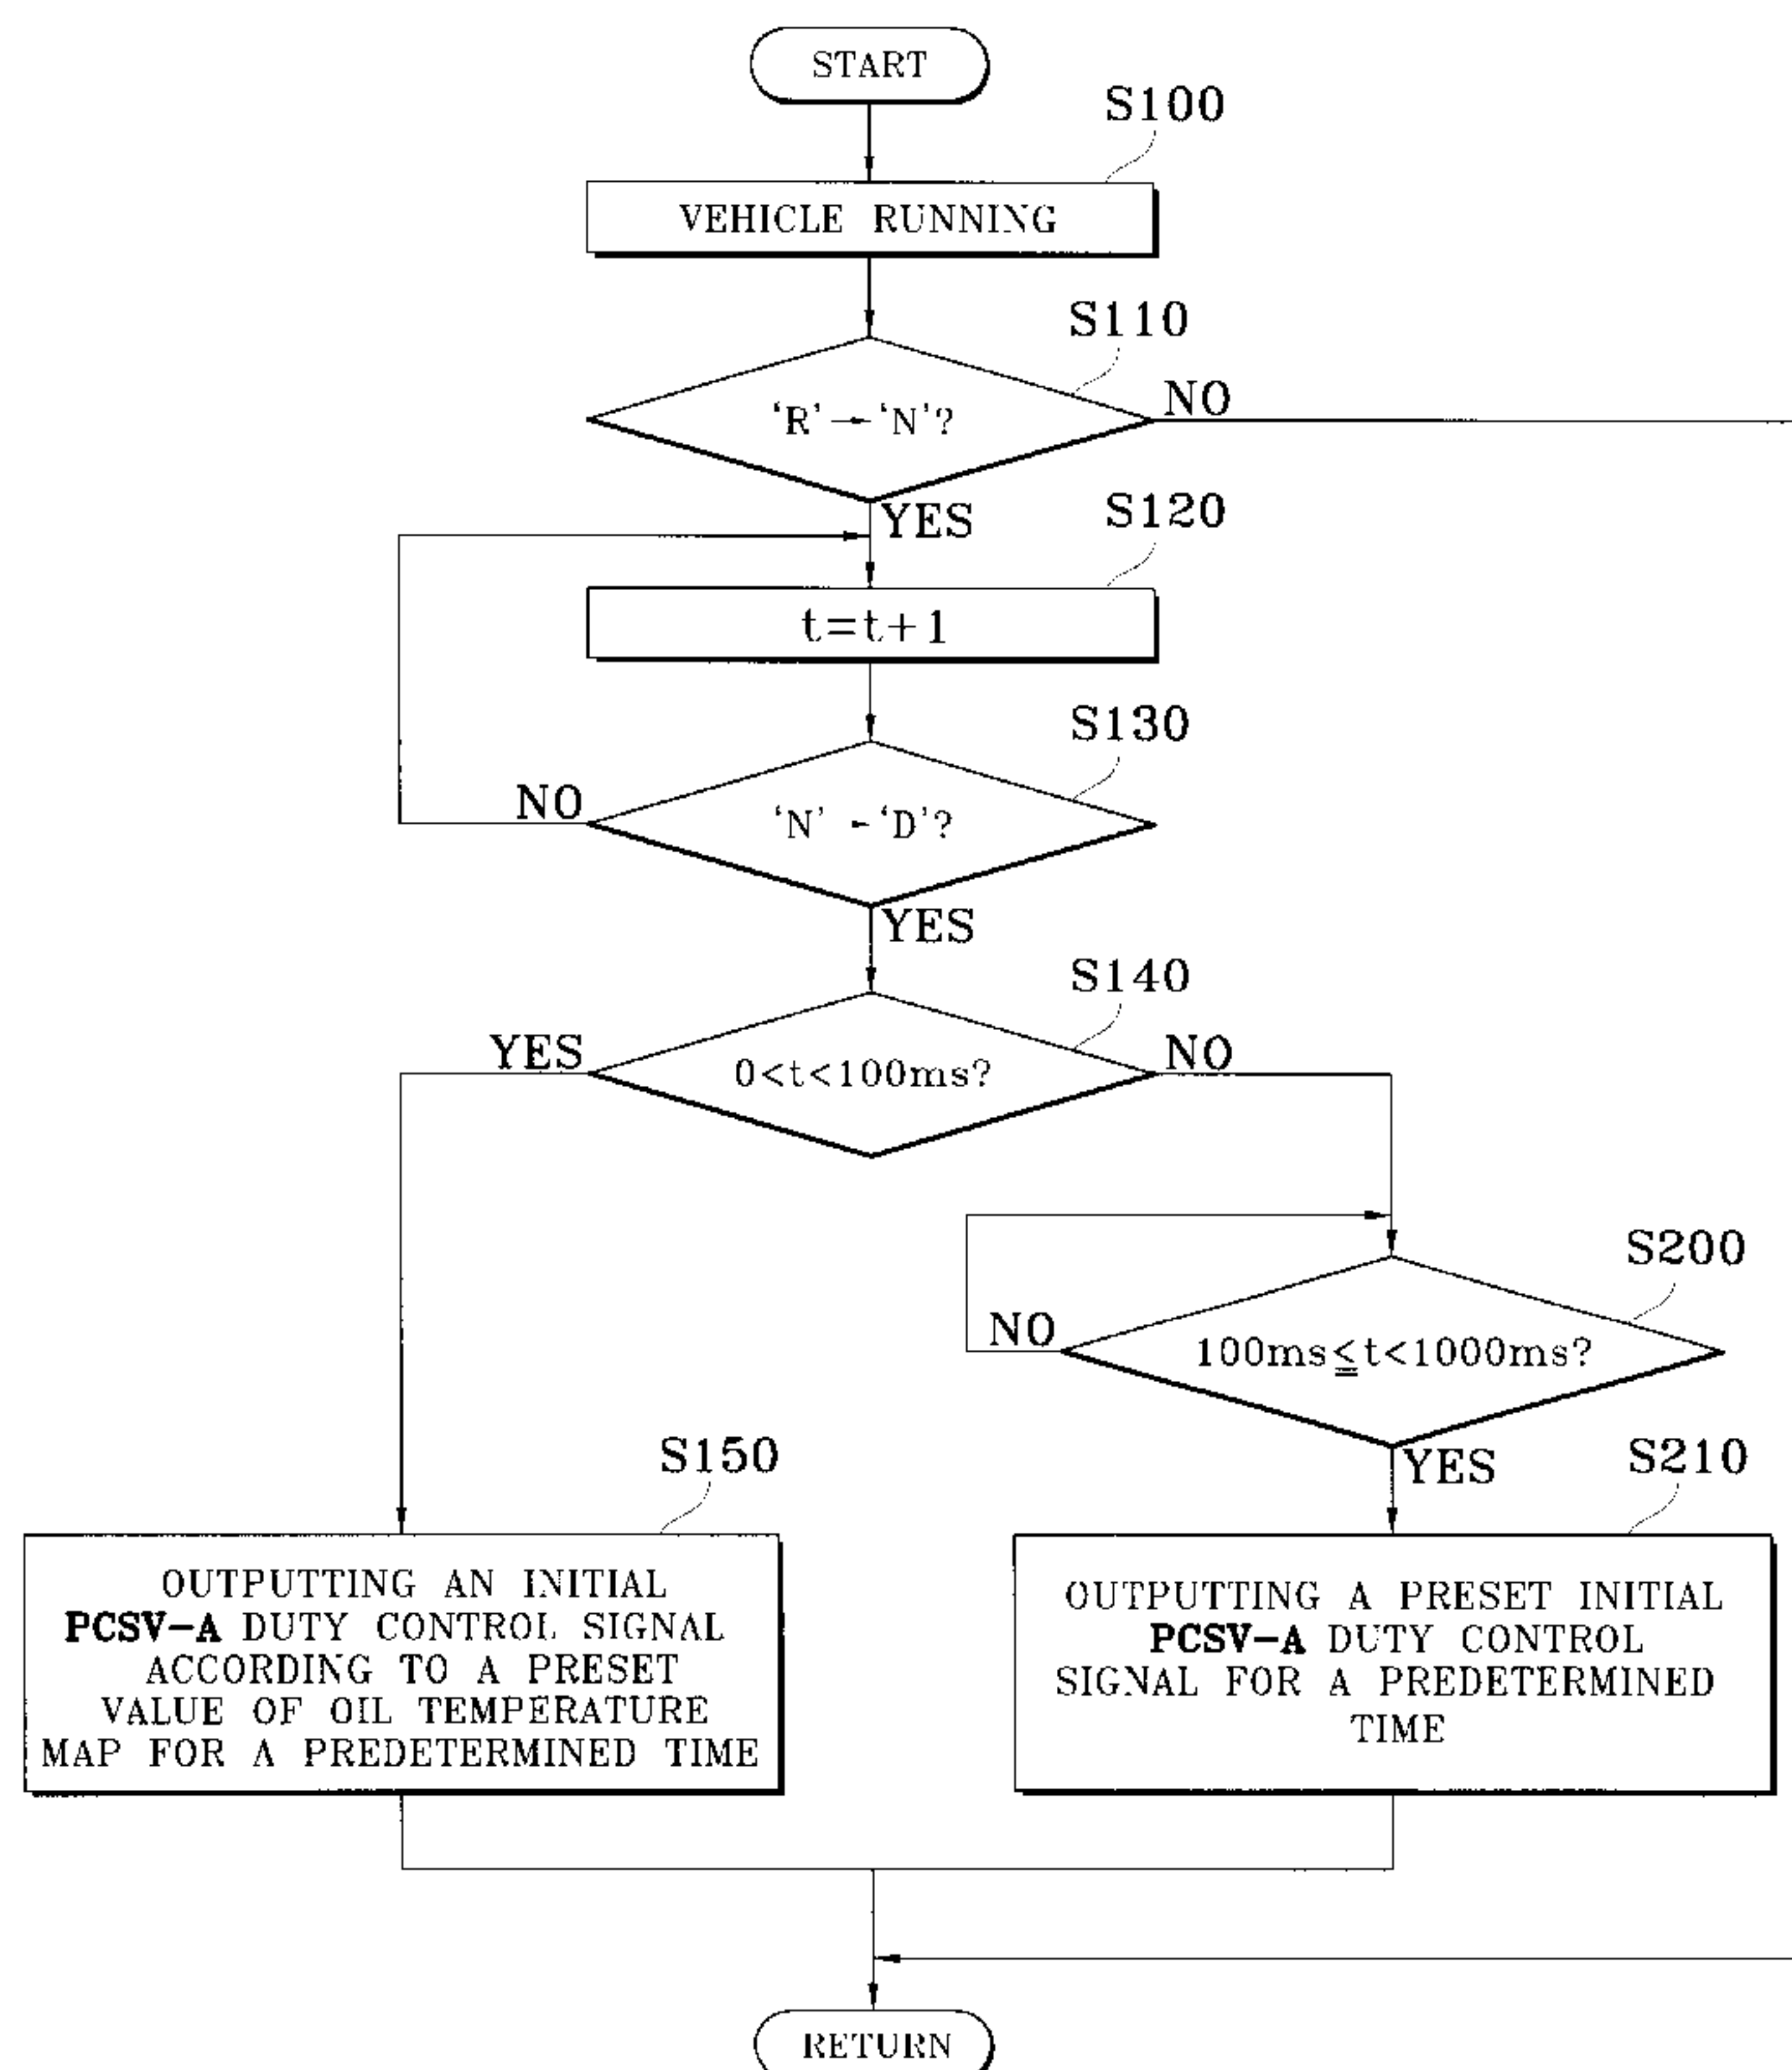 START
S100
VEHICLE RUNNING
S110
'R'→'N'?
NO
YES
S120
t=t+1
S130
'N' - 'D'?
NO
YES
S140
YES
0<t<100ms?
NO
S200
NO
100ms≦t<1000ms?
YES
S150
S210
OUTPUTTING AN INITIAL
PCSV-A DUTY CONTROL SIGNAL
ACCORDING TO A PRESET
VALUE OF OIL TEMPERATURE
MAP FOR A PREDETERMINED TIME
OUTPUTTING A PRESET INITIAL
PCSV-A DUTY CONTROL
SIGNAL FOR A PREDETERMINED
TIME
RETURN